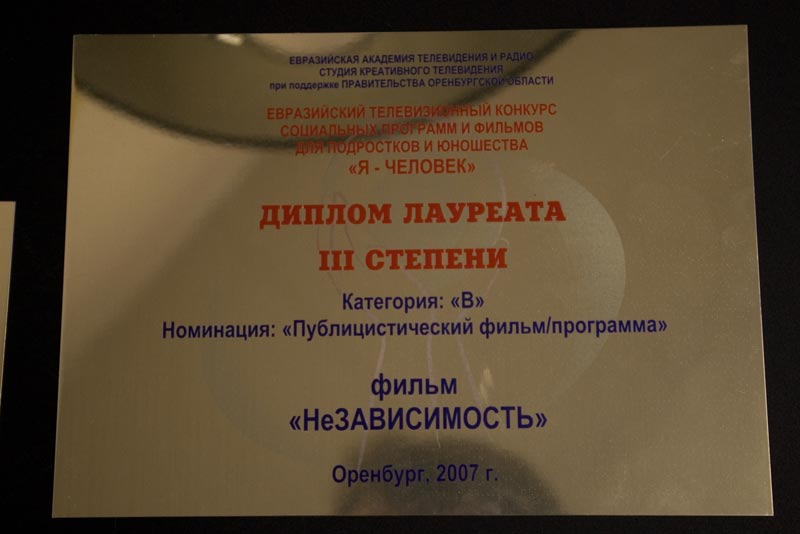 ЕВРАЗИЙСКАЯ АКАДЕМИЯ ТЕЛЕВИДЕНИЯ И РАДИО
СТУДИЯ КРЕАТИВНОГО ТЕЛЕВИДЕНИЯ
при поддержке ПРАВИТЕЛЬСТВА ОРЕНБУРГСКОЙ ОБЛАСТИ
ЕВРАЗИЙСКИЙ ТЕЛЕВИЗИОННЫЙ КОНКУРС
СОЦИАЛЬНЫХ ПРОГРАММ И ФИЛЬМОВ
ДЛЯ ПОДРОСТКОВ И ЮНОШЕСТВА
«Я - ЧЕЛОВЕК»
ДИПЛОМ ЛАУРЕАТА
III СТЕПЕНИ
Категория: «В»
Номинация: «Публицистический фильм/программа»
фильм
«НеЗАВИСИМОСТЬ»
Оренбург, 2007 г.